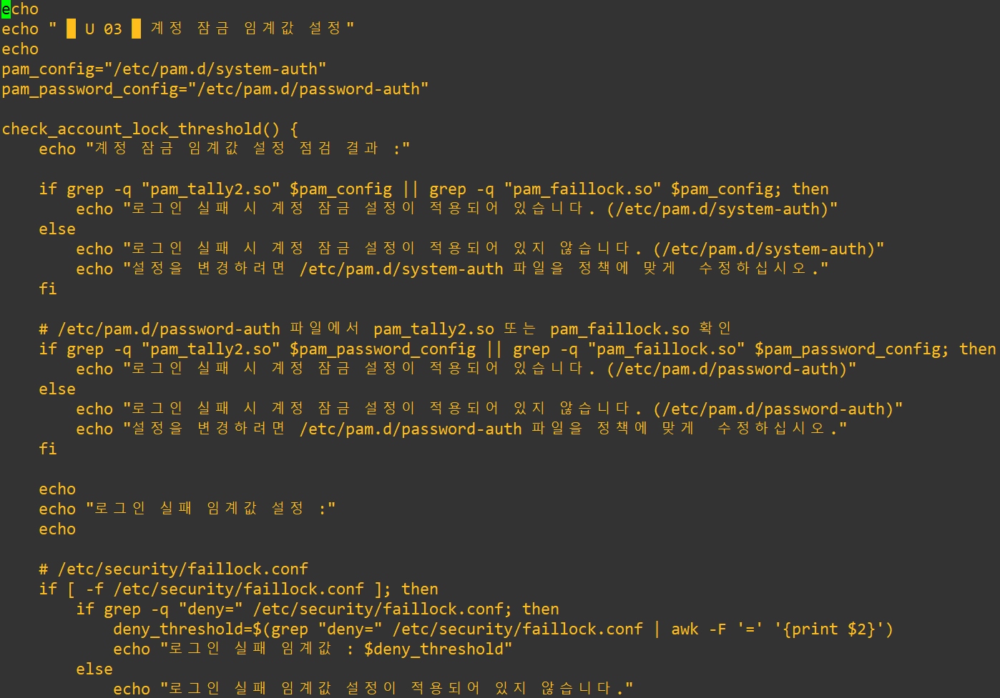 echo
echo " █ U 03 █ 계정 잠금 임계값 설정"
echo
pam_config="/etc/pam.d/system-auth"
pam_password_config="/etc/pam.d/password-auth"

check_account_lock_threshold() {
    echo "계정 잠금 임계값 설정 점검 결과 :"

    if grep -q "pam_tally2.so" $pam_config || grep -q "pam_faillock.so" $pam_config; then
        echo "로그인 실패 시 계정 잠금 설정이 적용되어 있습니다. (/etc/pam.d/system-auth)"
    else
        echo "로그인 실패 시 계정 잠금 설정이 적용되어 있지 않습니다. (/etc/pam.d/system-auth)"
        echo "설정을 변경하려면 /etc/pam.d/system-auth 파일을 정책에 맞게  수정하십시오."
    fi

    # /etc/pam.d/password-auth 파일에서 pam_tally2.so 또는 pam_faillock.so 확인
    if grep -q "pam_tally2.so" $pam_password_config || grep -q "pam_faillock.so" $pam_password_config; then
        echo "로그인 실패 시 계정 잠금 설정이 적용되어 있습니다. (/etc/pam.d/password-auth)"
    else
        echo "로그인 실패 시 계정 잠금 설정이 적용되어 있지 않습니다. (/etc/pam.d/password-auth)"
        echo "설정을 변경하려면 /etc/pam.d/password-auth 파일을 정책에 맞게  수정하십시오."
    fi

    echo
    echo "로그인 실패 임계값 설정 :"
    echo

    # /etc/security/faillock.conf
    if [ -f /etc/security/faillock.conf ]; then
        if grep -q "deny=" /etc/security/faillock.conf; then
            deny_threshold=$(grep "deny=" /etc/security/faillock.conf | awk -F '=' '{print $2}')
            echo "로그인 실패 임계값 : $deny_threshold"
        else
            echo "로그인 실패 임계값 설정이 적용되어 있지 않습니다."